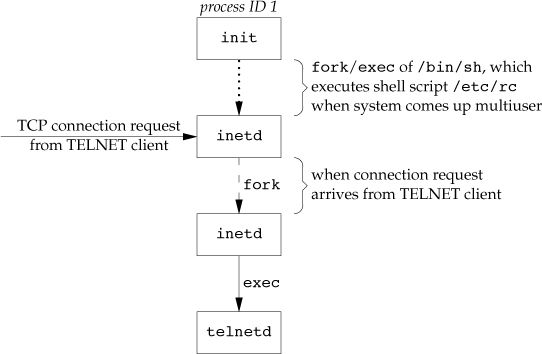 process ID 1
init
fork/exec of /bin/sh, which
executes shell script /etc/rc
when system comes up multiuser
TCP connection request
from TELNET client
inetd
fork
when connection request
arrives from TELNET client
inetd
exec
telnetd